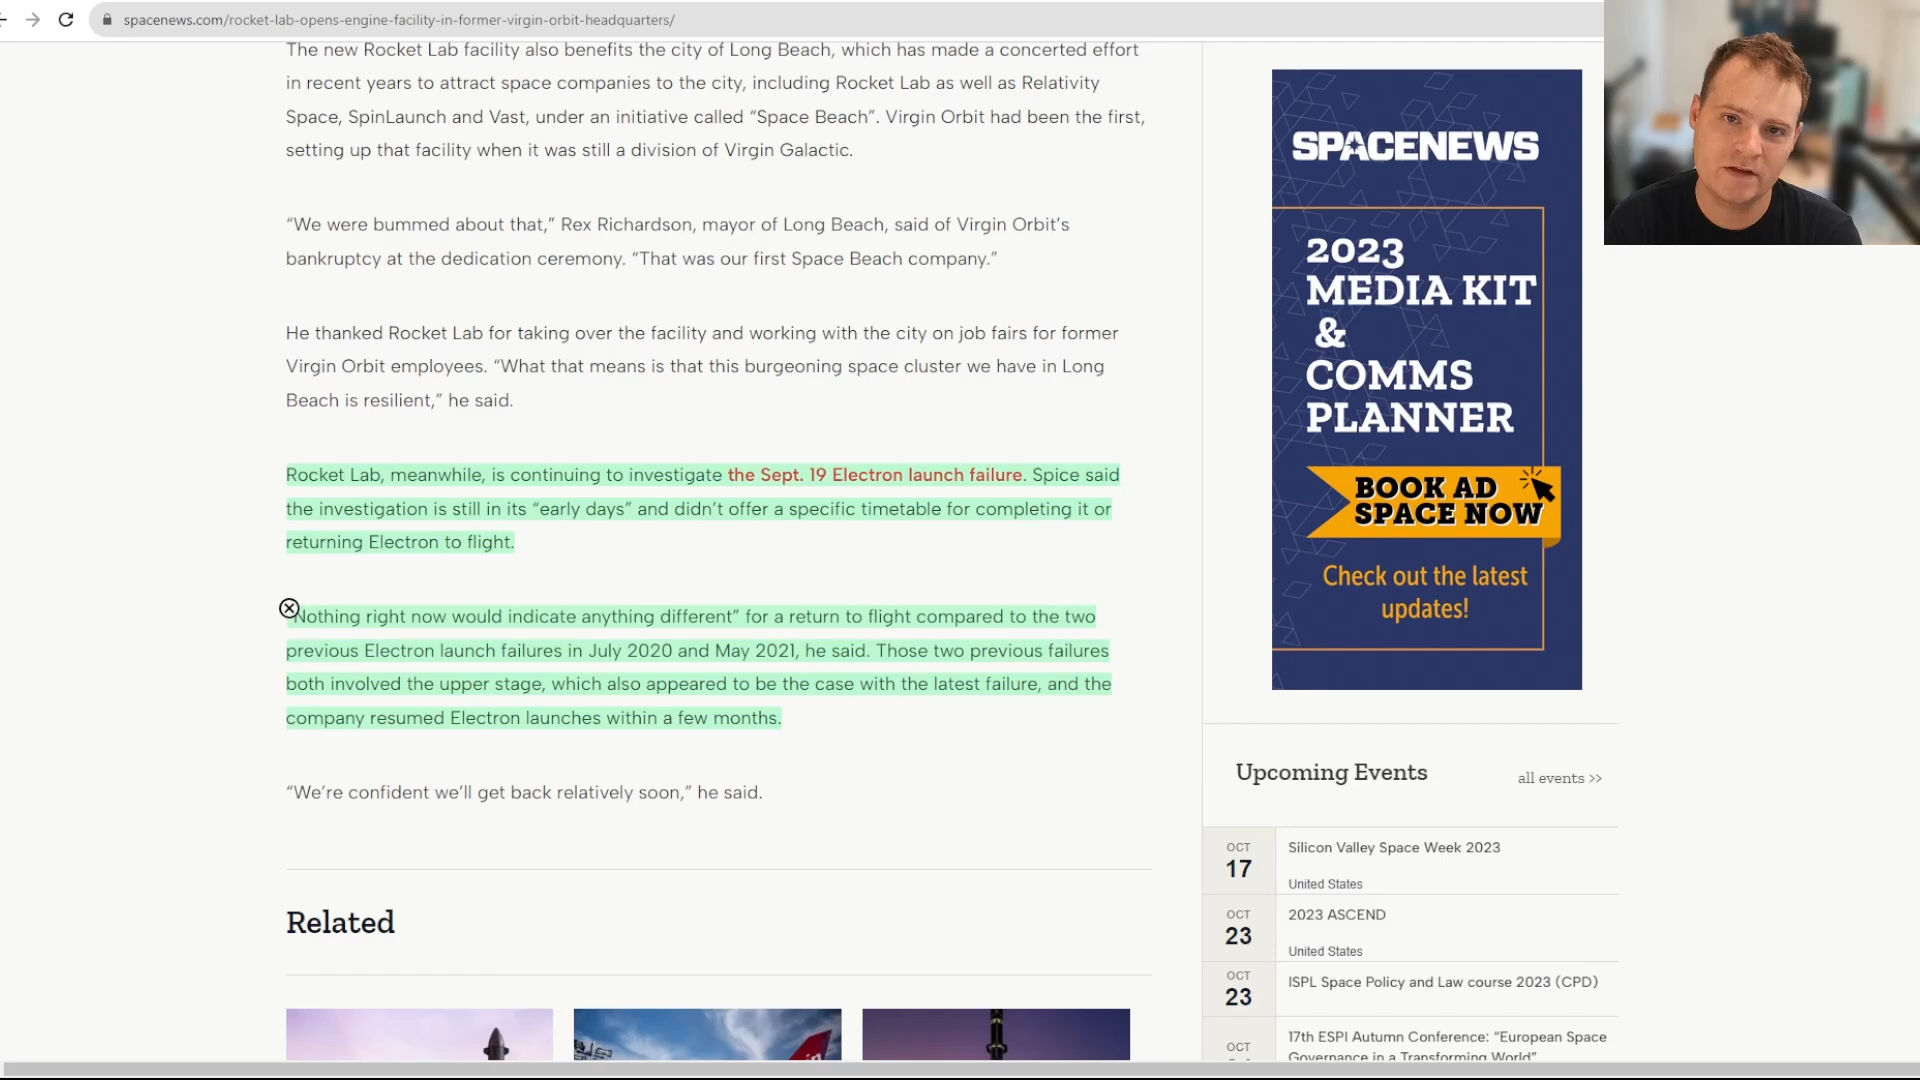 spacenews.com/rocket-lab-opens-engine-facility-in-former-virgin-orbit-headquarters/
The new Rocket Lab facility also benefits the city of Long Beach, which has made a concerted effort
in recent years to attract space companies to the city, including Rocket Lab as well as Relativity
Space, SpinLaunch and Vast, under an initiative called “Space Beach”. Virgin Orbit had been the first,
setting up that facility when it was still a division of Virgin Galactic.
“We were bummed about that,” Rex Richardson, mayor of Long Beach, said of Virgin Orbit’s
bankruptcy at the dedication ceremony. “That was our first Space Beach company.”
He thanked Rocket Lab for taking over the facility and working with the city on job fairs for former
Virgin Orbit employees. “What that means is that this burgeoning space cluster we have in Long
Beach is resilient,” he said.
Rocket Lab, meanwhile, is continuing to investigate the Sept. 19 Electron launch failure. Spice said
the investigation is still in its “early days” and didn’t offer a specific timetable for completing it or
returning Electron to flight.
“Nothing right now would indicate anything different” for a return to flight compared to the two
previous Electron launch failures in July 2020 and May 2021, he said. Those two previous failures
both involved the upper stage, which also appeared to be the case with the latest failure, and the
company resumed Electron launches within a few months.
“We’re confident we’ll get back relatively soon,” he said.
Related
SPACENEWS
2023
MEDIA KIT
&
COMMS
PLANNER
BOOK AD
SPACE NOW
Check out the latest
updates!
Upcoming Events
all events >>
OCT
17
Silicon Valley Space Week 2023
United States
OCT
23
2023 ASCEND
United States
OCT
23
ISPL Space Policy and Law course 2023 (CPD)
OCT
17th ESPI Autumn Conference: “European Space
Governance in a Transforming World”